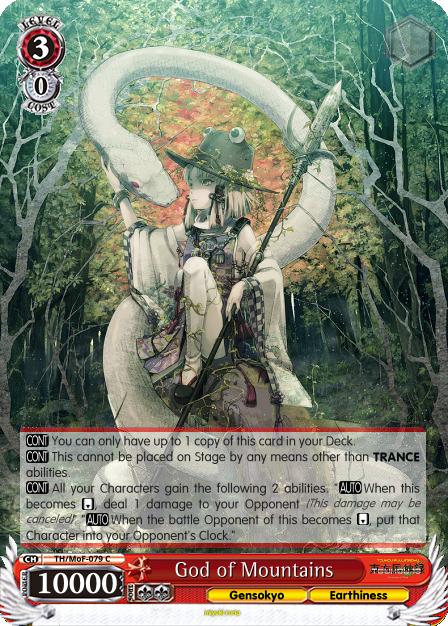 LEVEL
3
0
COST
CONT You can only have up to 1 copy of this card in your Deck.
CONT This cannot be placed on Stage by any means other than TRANCE
abilities.
CONT All your Characters gain the following 2 abilities. "AUTO When this
becomes , deal 1 damage to your Opponent (This damage may be
canceled)" "AUTO When the battle Opponent of this becomes , put that
Character into your Opponent's Clock."
CH TH/MoF-079 C
POWER 10000 SOUL God of Mountains
Gensokyo Earthiness